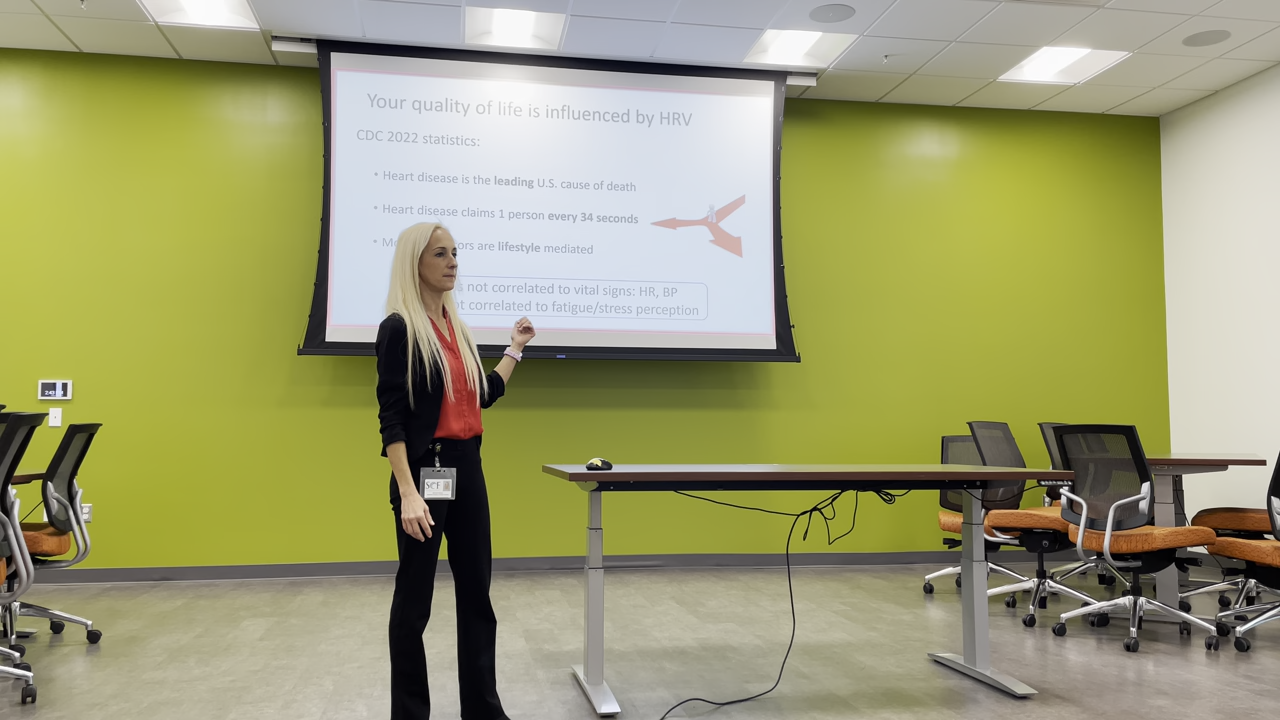 Your quality of life is influenced by HRV
CDC 2022 statistics:
• Heart disease is the leading U.S. cause of death
• Heart disease claims 1 person every 34 seconds
• ors are lifestyle mediated
not correlated to vital signs: HR, BP
correlated to fatigue/stress perception
SCF